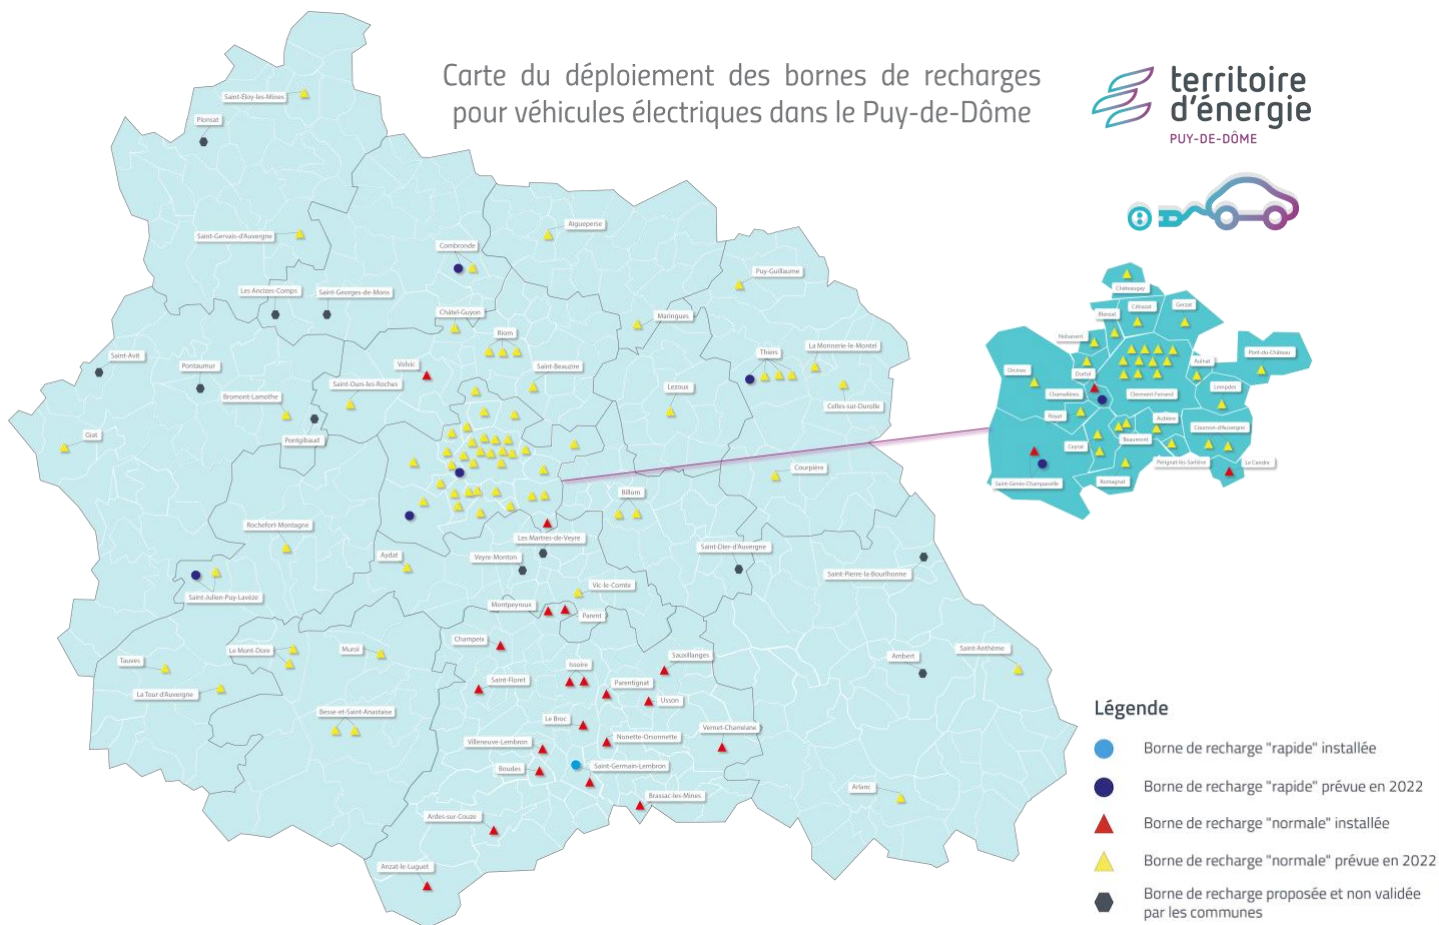 Carte du déploiement des bornes de recharges
pour véhicules électriques dans le Puy-de-Dôme
territoire
d'énergie
PUY-DE-DÔME
Saint-Éloy-les-Mines
Pionsat
Saint-Gervais-d'Auvergne
Combronde
Aigueperse
Puy-Guillaume
Les Ancizes-Comps
Saint-Georges-de-Mons
Châtel-Guyon
Riom
Maringues
Thiers
La Monnerie-le-Montel
Saint-Avit
Pontaumur
Volvic
Saint-Ours-les-Roches
Saint-Beauzire
Bromont-Lamothe
Lezoux
Celles-sur-Durolle
Giat
Pontgibaud
Courpière
Billom
Rochefort-Montagne
Aydat
Les Martres-de-Veyre
Veyre-Monton
Saint-Dier-d'Auvergne
Saint-Pierre-la-Bourlhonne
Saint-Julien-Puy-Lavèze
Vic-le-Comte
Montpeyroux
Parent
Champeix
Tauves
Le Mont-Dore
Murol
Issoire
Sauxillanges
Ambert
Saint-Anthème
La Tour d'Auvergne
Saint-Floret
Parentignat
Usson
Besse-et-Saint-Anastaise
Le Broc
Villeneuve-Lembron
Nonette-Orsonnette
Vernet-Chaméane
Boudes
Saint-Germain-Lembron
Brassac-les-Mines
Arlanc
Ardes-sur-Couze
Anzat-le-Luguet
Châteaugay
Cébazat
Gerzat
Blanzat
Nohanent
Pont-du-Château
Aulnat
Orcines
Durtol
Lempdes
Chamalières
Clermont-Ferrand
Royat
Aubière
Cournon-d'Auvergne
Ceyrat
Beaumont
Pérignat-lès-Sarliève
Le Cendre
Saint-Genès-Champanelle
Romagnat
Légende
Borne de recharge "rapide" installée
Borne de recharge "rapide" prévue en 2022
Borne de recharge "normale" installée
Borne de recharge "normale" prévue en 2022
Borne de recharge proposée et non validée
par les communes